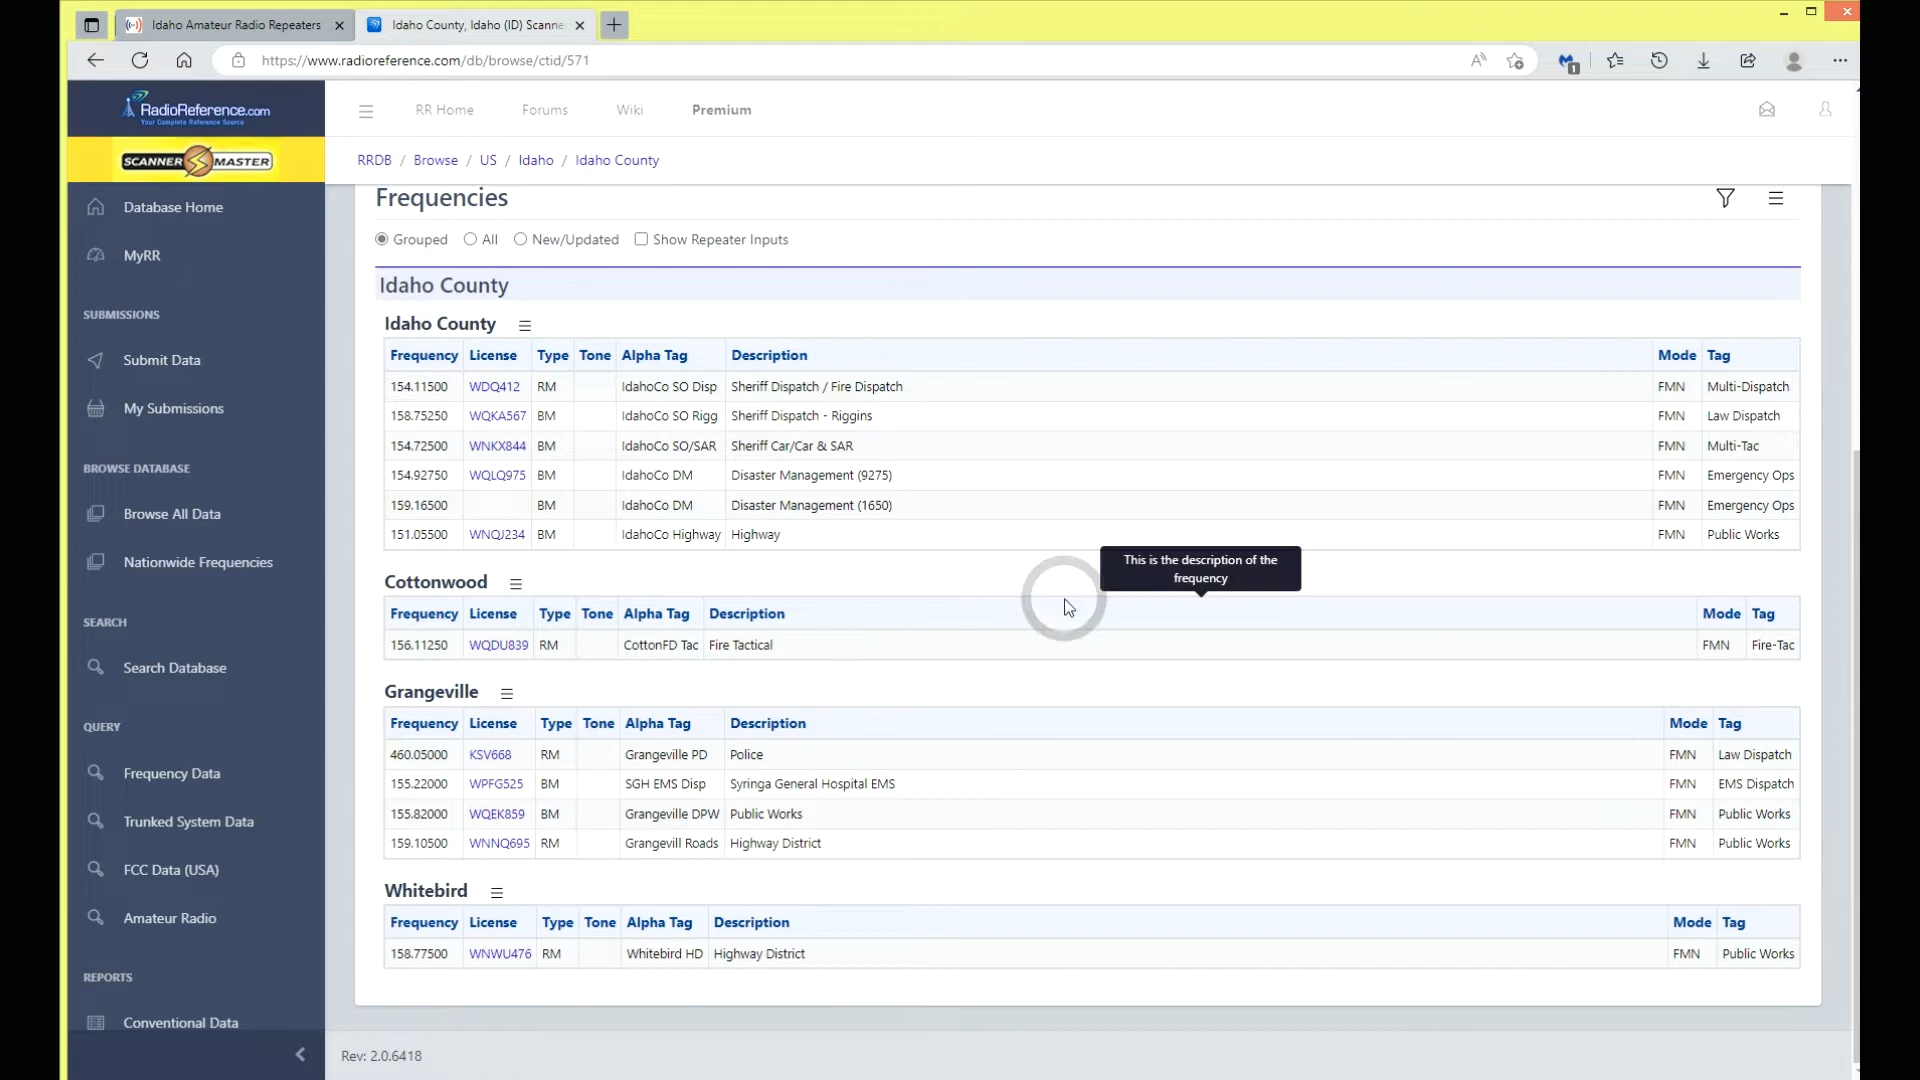 Idaho Amateur Radio Repeaters
Idaho County, Idaho (ID) Scanne
https://www.radioreference.com/db/browse/ctid/571
1
RadioReference.com
Your Complete Reference Source
RR Home Forums Wiki Premium
SCANNER MASTER
RRDB / Browse / US / Idaho / Idaho County
Database Home
MyRR
SUBMISSIONS
Submit Data
My Submissions
BROWSE DATABASE
Browse All Data
Nationwide Frequencies
SEARCH
Search Database
QUERY
Frequency Data
Trunked System Data
FCC Data (USA)
Amateur Radio
REPORTS
Conventional Data
Frequencies
Grouped All New/Updated Show Repeater Inputs
Idaho County
Idaho County
Frequency License Type Tone Alpha Tag Description Mode Tag
154.11500 WDQ412 RM IdahoCo SO Disp Sheriff Dispatch / Fire Dispatch FMN Multi-Dispatch
158.75250 WQKA567 BM IdahoCo SO Rigg Sheriff Dispatch - Riggins FMN Law Dispatch
154.72500 WNKX844 BM IdahoCo SO/SAR Sheriff Car/Car & SAR FMN Multi-Tac
154.92750 WQLQ975 BM IdahoCo DM Disaster Management (9275) FMN Emergency Ops
159.16500 BM IdahoCo DM Disaster Management (1650) FMN Emergency Ops
151.05500 WNQJ234 BM IdahoCo Highway Highway FMN Public Works
This is the description of the
frequency
Cottonwood
Frequency License Type Tone Alpha Tag Description Mode Tag
156.11250 WQDU839 RM CottonFD Tac Fire Tactical FMN Fire-Tac
Grangeville
Frequency License Type Tone Alpha Tag Description Mode Tag
460.05000 KSV668 RM Grangeville PD Police FMN Law Dispatch
155.22000 WPFG525 BM SGH EMS Disp Syringa General Hospital EMS FMN EMS Dispatch
155.82000 WQEK859 BM Grangeville DPW Public Works FMN Public Works
159.10500 WNNQ695 RM Grangevill Roads Highway District FMN Public Works
Whitebird
Frequency License Type Tone Alpha Tag Description Mode Tag
158.77500 WNWU476 RM Whitebird HD Highway District FMN Public Works
Rev: 2.0.6418